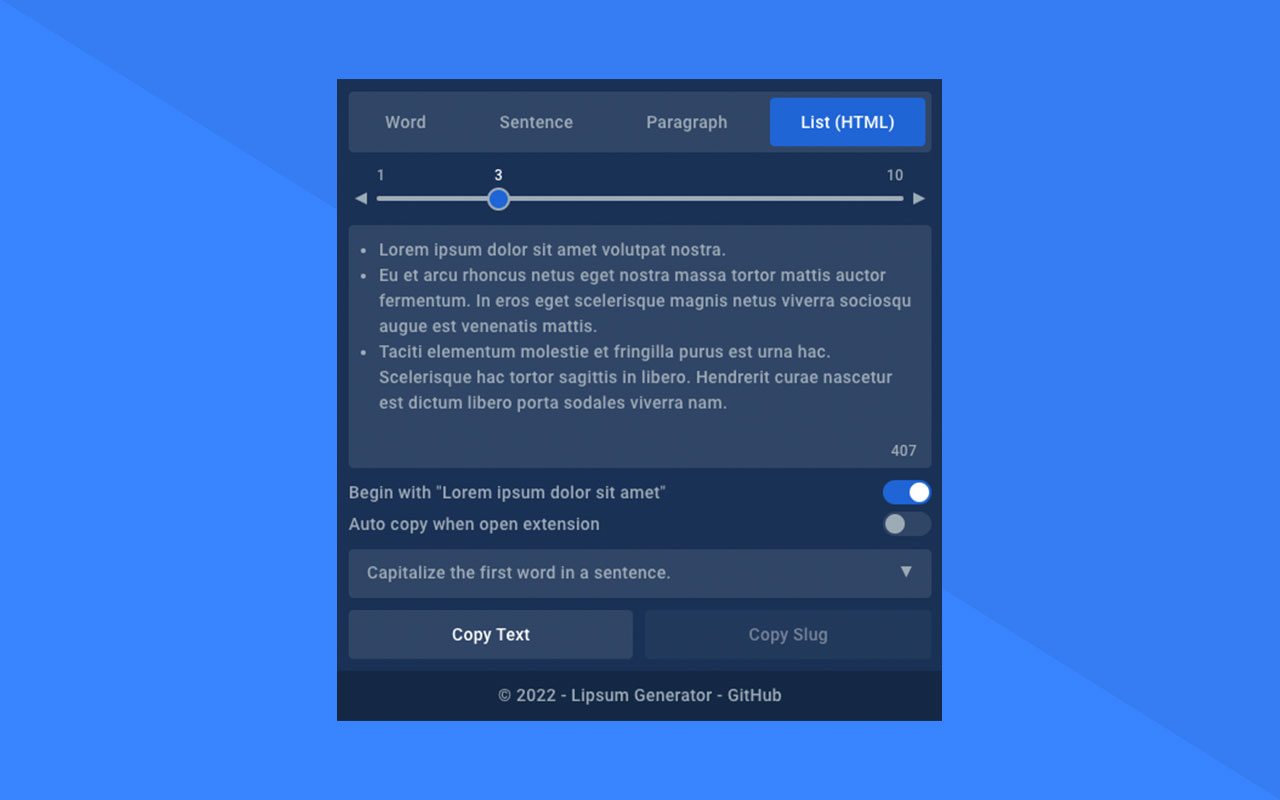 Word Sentence Paragraph List (HTML)
1 3 10
• Lorem ipsum dolor sit amet volutpat nostra.
• Eu et arcu rhoncus netus eget nostra massa tortor mattis auctor
fermentum. In eros eget scelerisque magnis netus viverra sociosqu
augue est venenatis mattis.
• Taciti elementum molestie et fringilla purus est urna hac.
Scelerisque hac tortor sagittis in libero. Hendrerit curae nascetur
est dictum libero porta sodales viverra nam.
407
Begin with "Lorem ipsum dolor sit amet"
Auto copy when open extension
Capitalize the first word in a sentence.
Copy Text Copy Slug
© 2022 - Lipsum Generator - GitHub